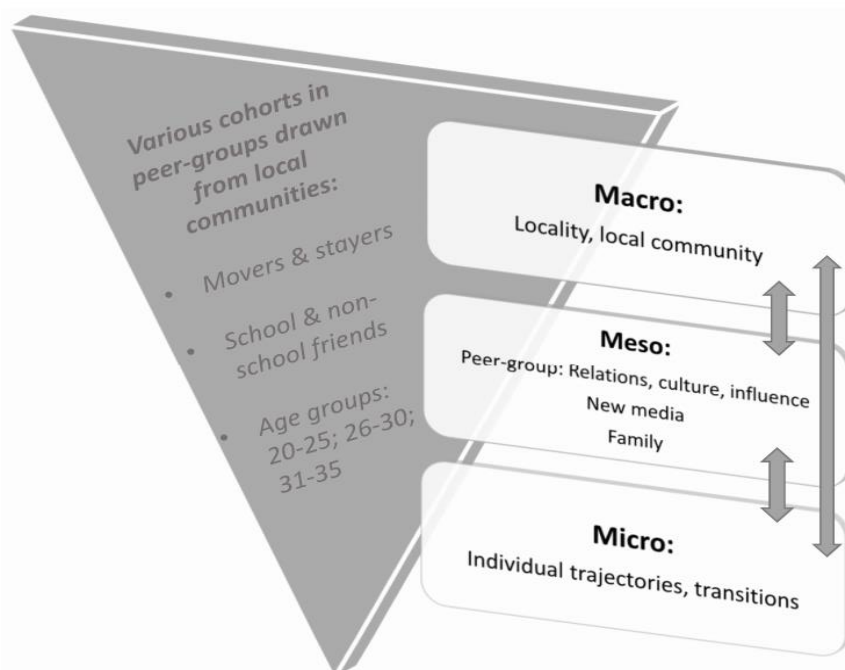 Various cohorts in
peer-groups drawn
from local
communities:
• Movers & stayers
• School & non-
school friends
• Age groups:
20-25; 26-30;
31-35
Macro:
Locality, local community
Meso:
Peer-group: Relations, culture, influence
New media
Family
Micro:
Individual trajectories, transitions